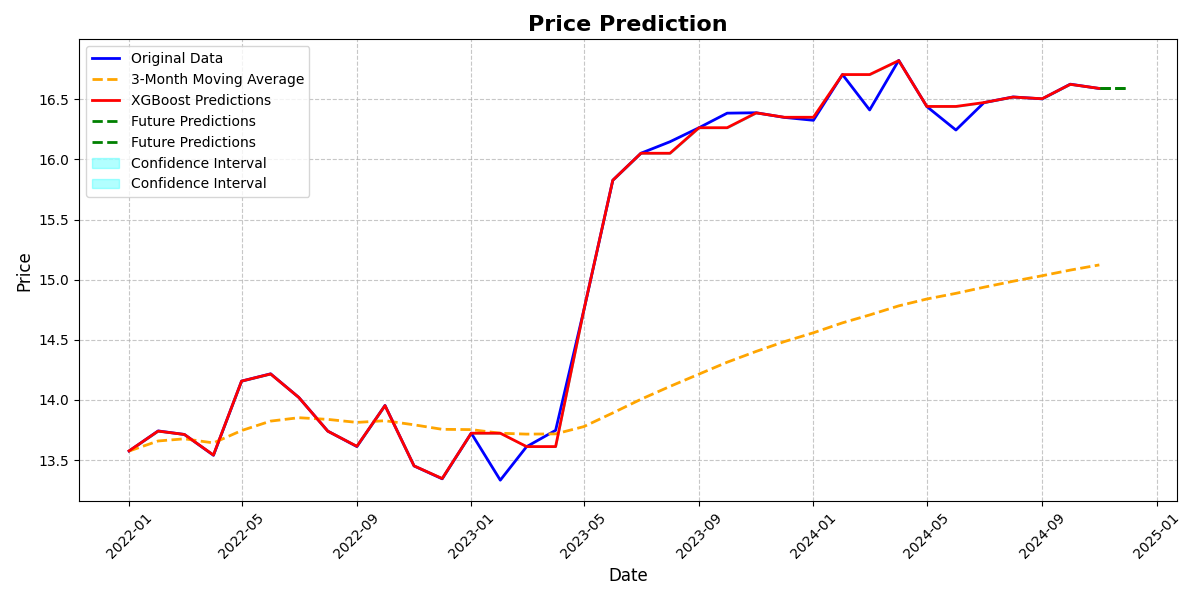 Price Prediction
Original Data
3-Month Moving Average
XGBoost Predictions
Future Predictions
Future Predictions
Confidence Interval
Confidence Interval
Price
16.5
16.0
15.5
15.0
14.5
14.0
13.5
2022-01
2022-05
2022-09
2023-01
2023-05
2023-09
2024-01
2024-05
2024-09
2025-01
Date